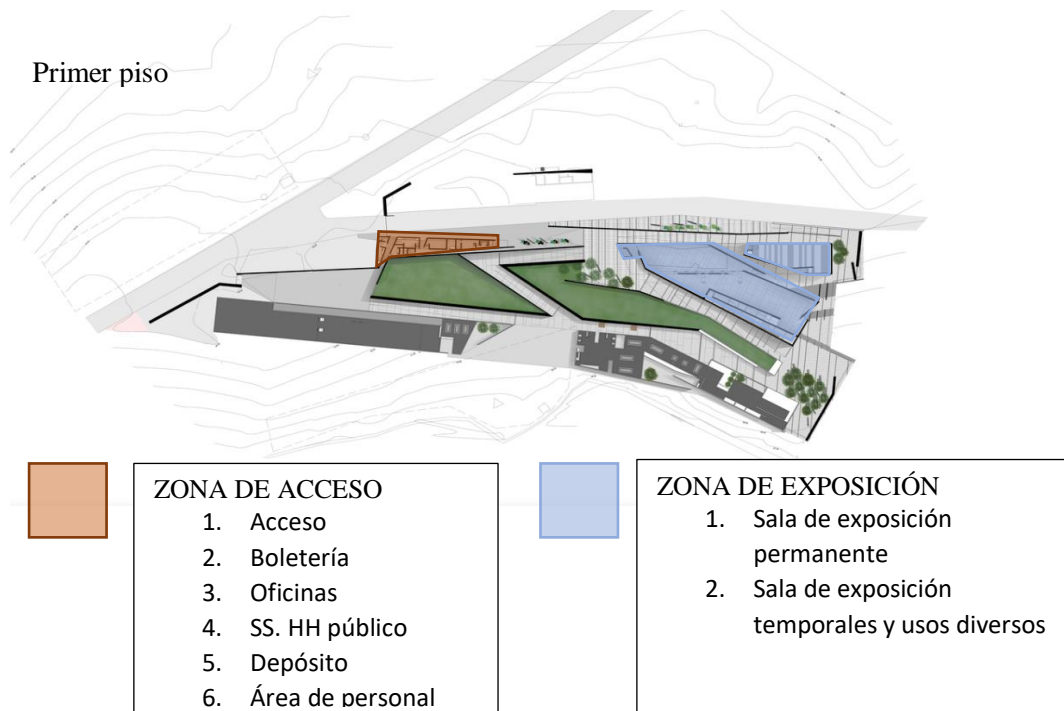 Primer piso
ZONA DE ACCESO
1. Acceso
2. Boletería
3. Oficinas
4. SS. HH público
5. Depósito
6. Área de personal
ZONA DE EXPOSICIÓN
1. Sala de exposición
permanente
2. Sala de exposición
temporales y usos diversos